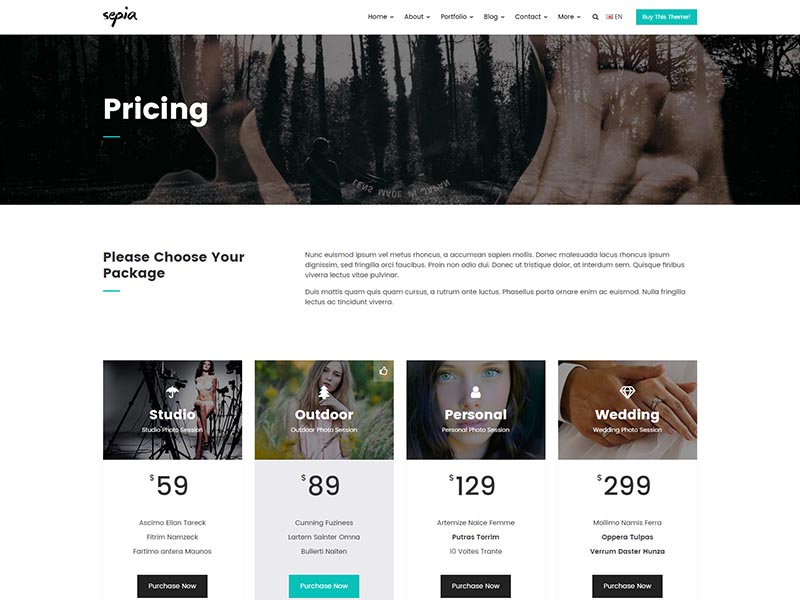 sepia
Home About Portfolio Blog Contact More EN Buy This Theme!
Pricing
LENS MADE IN JAPAN
Please Choose Your
Package
Nunc euismod ipsum vel metus rhoncus, a accumsan sapien mollis. Donec malesuada lacus rhoncus ipsum
dignissim, sed fringilla orci faucibus. Proin non odio dui. Donec ut tristique dolor, at interdum sem. Quisque finibus
viverra lectus vitae pulvinar.
Duis mattis quam quis quam cursus, a rutrum ante luctus. Phasellus porta ornare enim ac euismod. Nulla fringilla
lectus ac tincidunt viverra.
Studio
Studio Photo Session
$59
Ascimo Ellan Tareck
Fitrim Namzeck
Fartimo antera Maunos
Purchase Now
Outdoor
Outdoor Photo Session
$89
Cunning Fuziness
Lartem Sainter Omna
Bullerti Naiten
Purchase Now
Personal
Personal Photo Session
$129
Artemize Naice Femme
Putras Torrim
10 Voites Trante
Purchase Now
Wedding
Wedding Photo Session
$299
Mollimo Namis Ferra
Oppera Tulpas
Verrum Daster Hunza
Purchase Now